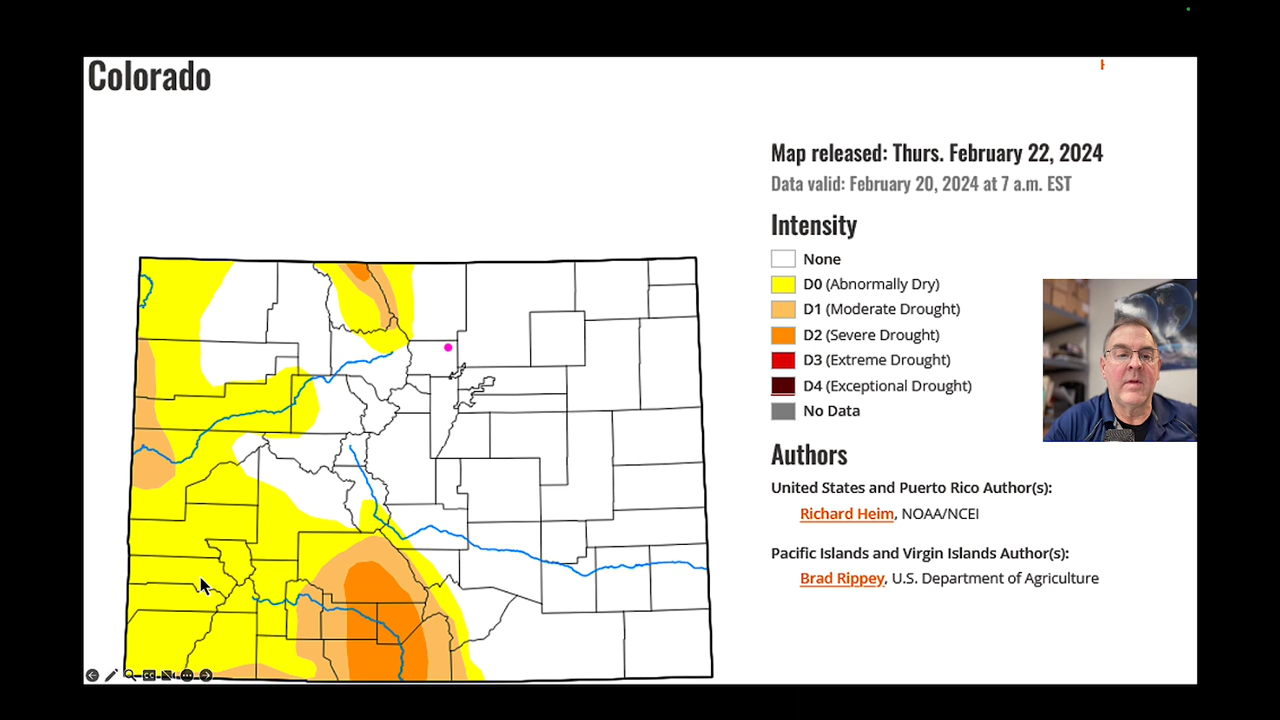 Colorado
Map released: Thurs. February 22, 2024
Data valid: February 20, 2024 at 7 a.m. EST
Intensity
None
D0 (Abnormally Dry)
D1 (Moderate Drought)
D2 (Severe Drought)
D3 (Extreme Drought)
D4 (Exceptional Drought)
No Data
Authors
United States and Puerto Rico Author(s):
Richard Heim, NOAA/NCEI
Pacific Islands and Virgin Islands Author(s):
Brad Rippey, U.S. Department of Agriculture